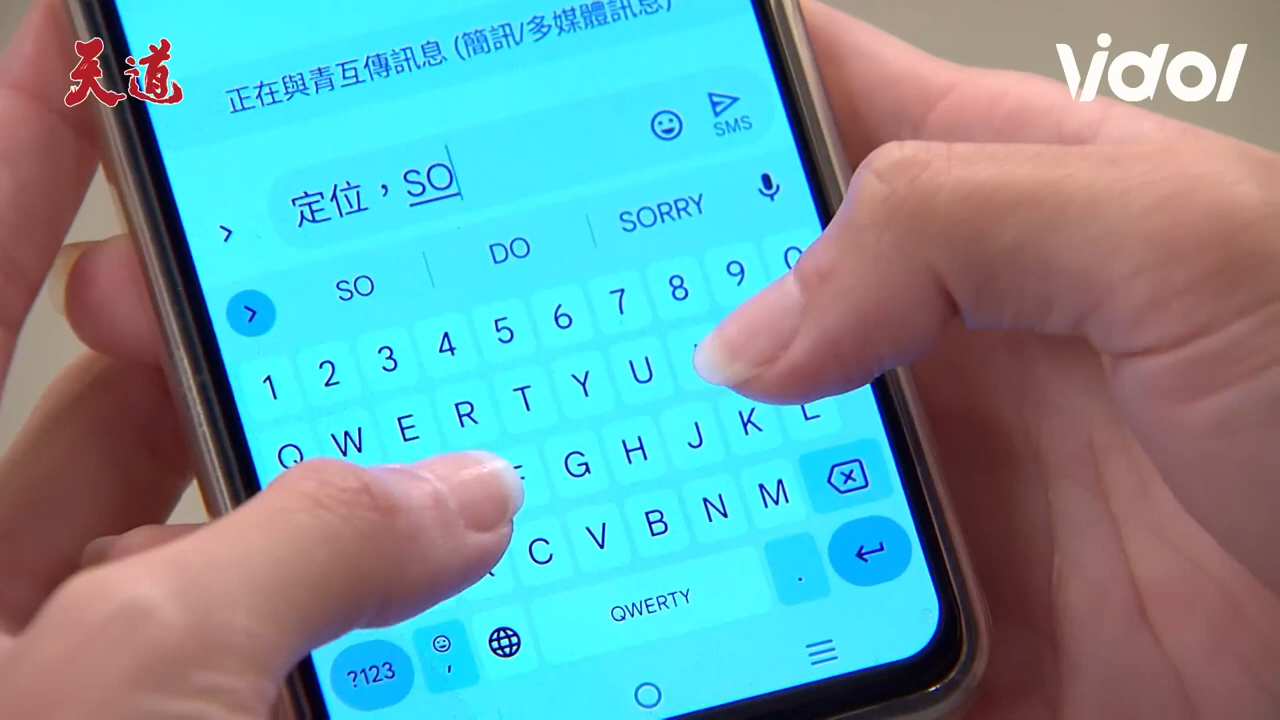 天道
Vidol
正在與青互傳訊息 (簡訊/多媒體訊息)
定位，SO
SMS
SO DO SORRY
1 2 3 4 5 6 7 8 9 0
Q W E R T Y U
G H J K L
C V B N M
?123 , QWERTY .